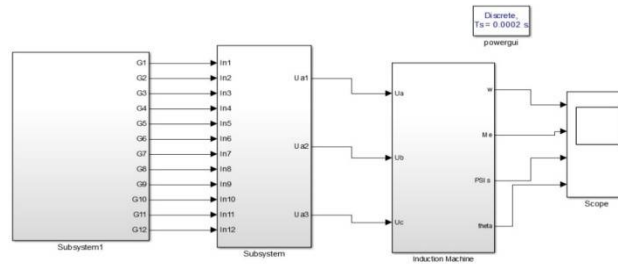 Discrete,
Ts = 0.0002 s.
powergui
G1
G2
G3
G4
G5
G6
G7
G8
G9
G10
G11
G12
Subsystem1
In1
In2
In3
In4
In5
In6
In7
In8
In9
In10
In11
In12
Ua1
Ua2
Ua3
Subsystem
Ua
Ub
Uc
w
Me
PSI s
theta
Induction Machine
Scope